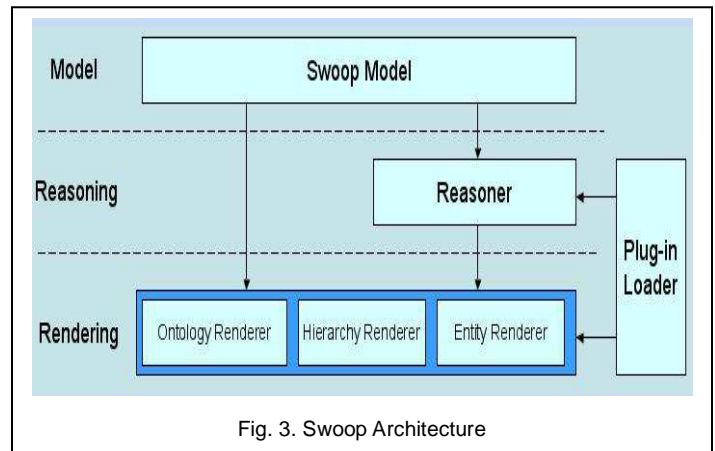 Model
Swoop Model
Reasoning
Reasoner
Plug-in
Loader
Rendering
Ontology Renderer
Hierarchy Renderer
Entity Renderer
Fig. 3. Swoop Architecture